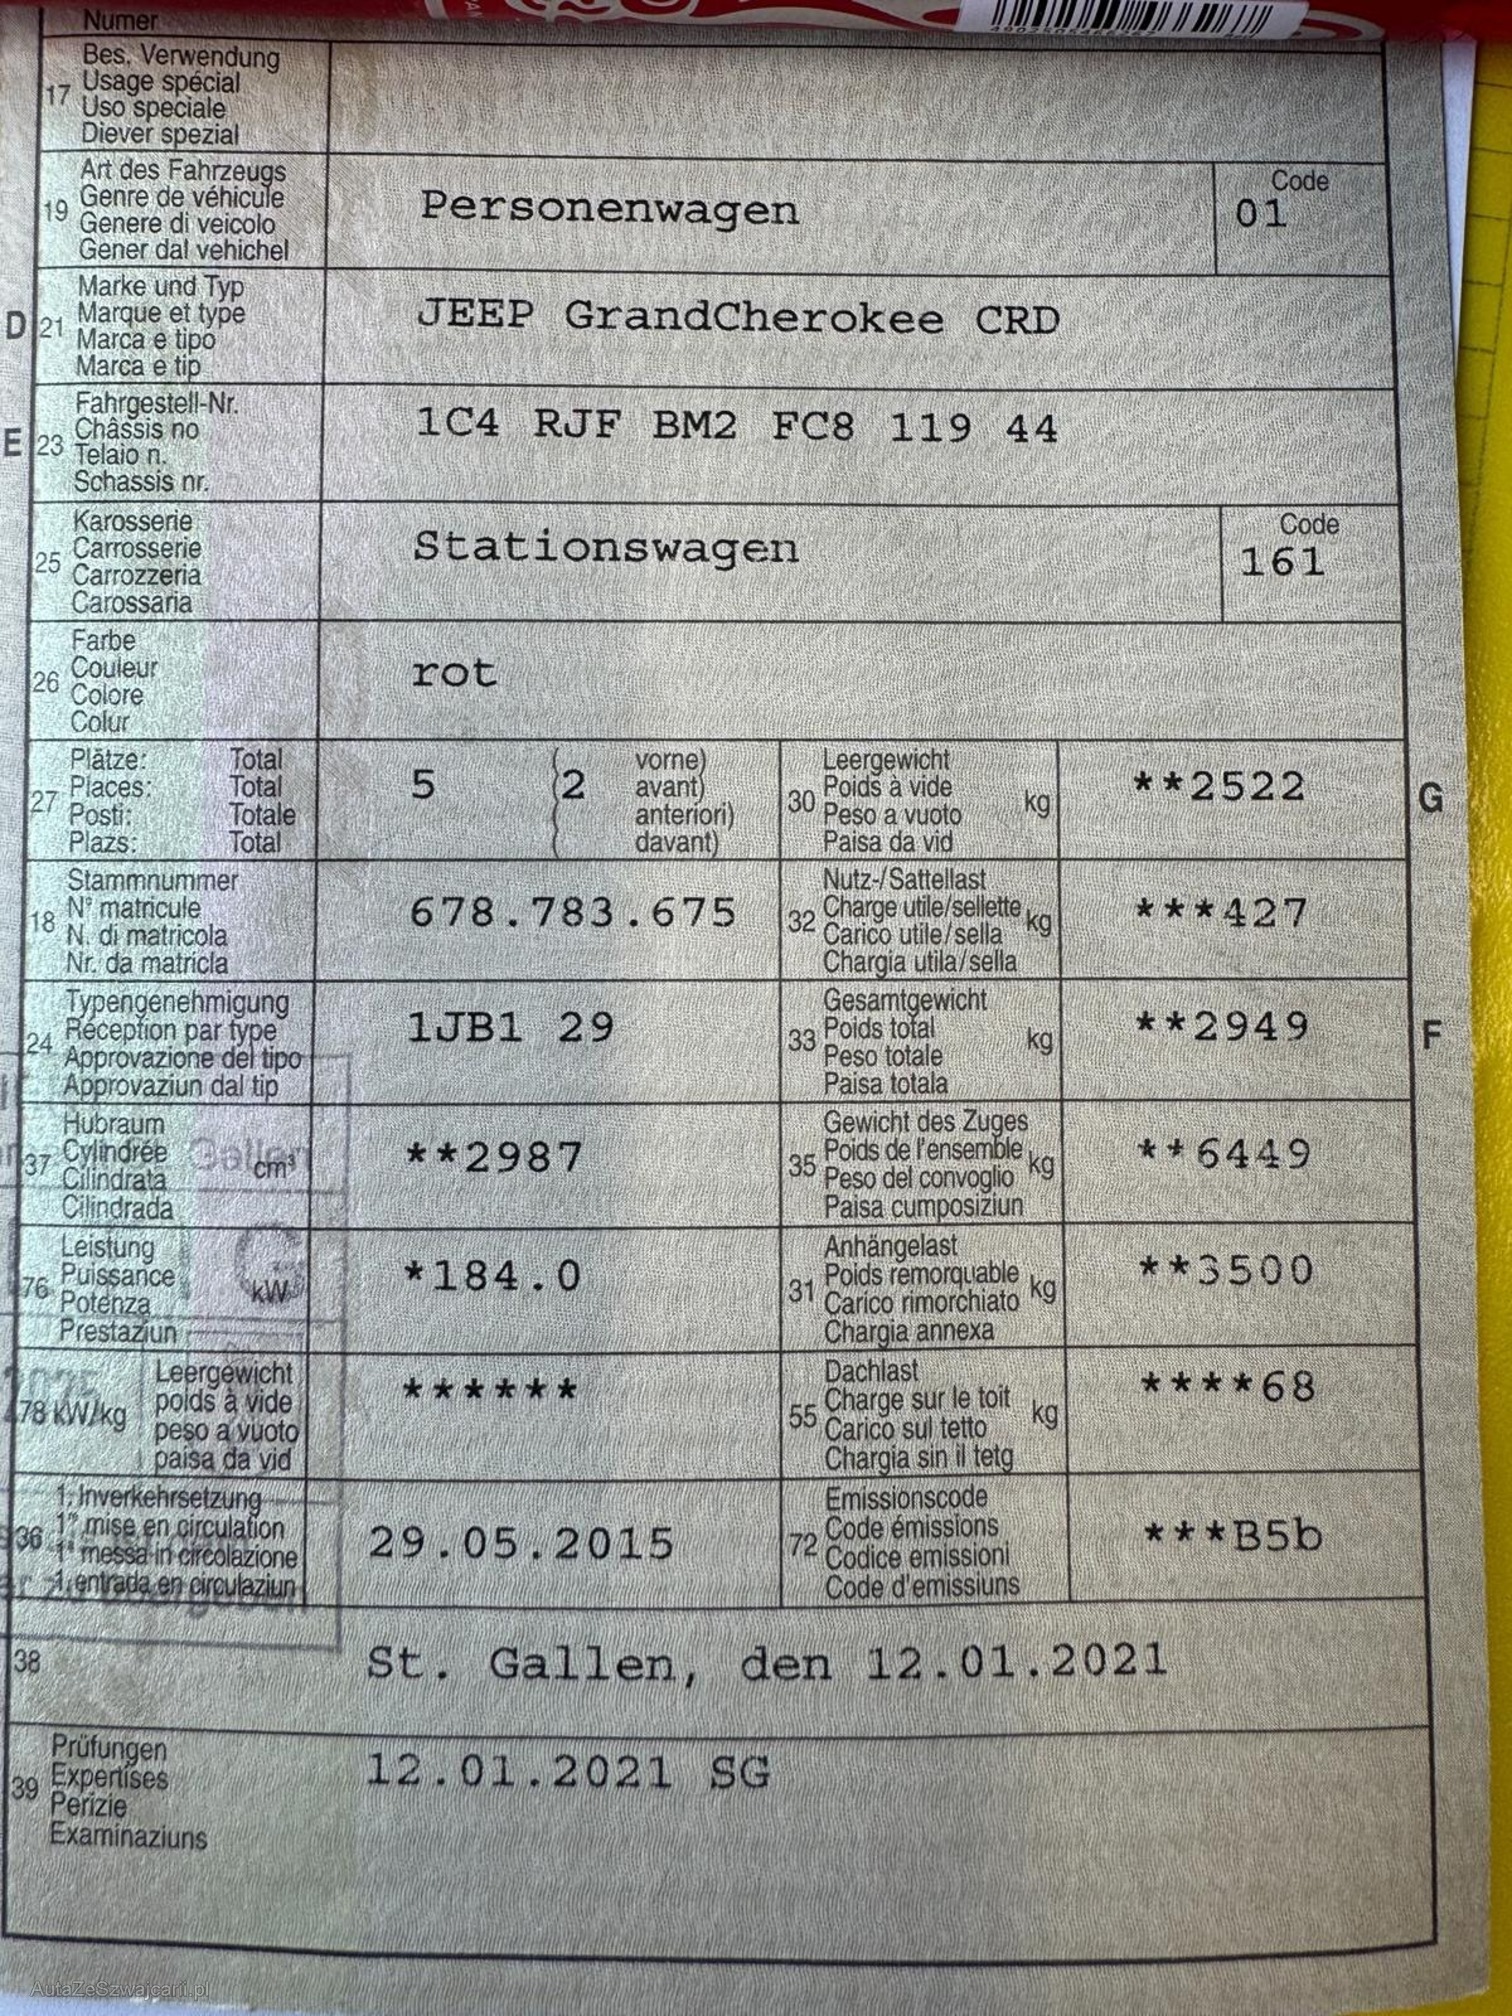 Numer
17 Bes. Verwendung
Usage spécial
Uso speciale
Diever spezial
19 Art des Fahrzeugs
Genre de véhicule
Genere di veicolo
Gener dal vehichel
Personenwagen
Code
01
D 21 Marke und Typ
Marque et type
Marca e tipo
Marca e tip
JEEP GrandCherokee CRD
E 23 Fahrgestell-Nr.
Châssis no
Telaio n.
Schassis nr.
1C4 RJF BM2 FC8 119 44
25 Karosserie
Carrosserie
Carrozzeria
Carossaria
Stationswagen
Code
161
26 Farbe
Couleur
Colore
Colur
rot
27 Plätze: Total
Places: Total
Posti: Totale
Plazs: Total
5 (2 vorne)
avant)
anteriori)
davant)
30 Leergewicht
Poids à vide
Peso a vuoto
Paisa da vid
kg
**2522
G
18 Stammnummer
N° matricule
N. di matricola
Nr. da matricla
678.783.675
32 Nutz-/Sattellast
Charge utile/sellette
Carico utile/sella
Chargia utila/sella
kg
***427
24 Typengenehmigung
Réception par type
Approvazione del tipo
Approvaziun dal tip
1JB1 29
33 Gesamtgewicht
Poids total
Peso totale
Paisa totala
kg
**2949
F
37 Hubraum
Cylindrée
Cilindrata
Cilindrada
cm³
**2987
35 Gewicht des Zuges
Poids de l'ensemble
Peso del convoglio
Paisa cumposiziun
kg
**6449
76 Leistung
Puissance
Potenza
Prestaziun
kW
*184.0
31 Anhängelast
Poids remorquable
Carico rimorchiato
Chargia annexa
kg
**3500
78 kW/kg
Leergewicht
poids à vide
peso a vuoto
paisa da vid
******
55 Dachlast
Charge sur le toit
Carico sul tetto
Chargia sin il tetg
kg
****68
36 1. Inverkehrsetzung
1re mise en circulation
1a messa in circolazione
1. entrada en circulaziun
29.05.2015
72 Emissionscode
Code émissions
Codice emissioni
Code d'emissiuns
***B5b
38
St. Gallen, den 12.01.2021
39 Prüfungen
Expertises
Perizie
Examinaziuns
12.01.2021 SG
AutaZeSzwajcarii.pl